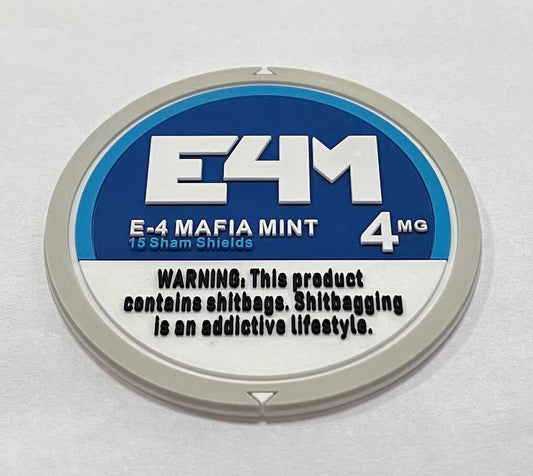 E4M
E-4 MAFIA MINT
15 Sham Shields
4MG
WARNING: This product
contains shitbags. Shitbagging
is an addictive lifestyle.